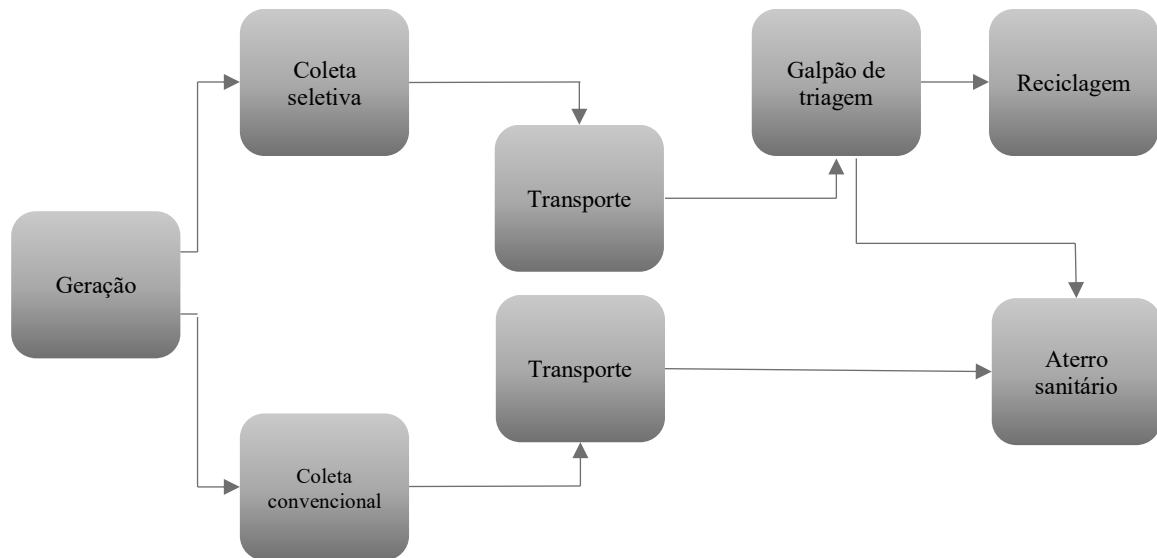 Coleta
seletiva
Galpão de
triagem
Reciclagem
Transporte
Geração
Transporte
Aterro
sanitário
Coleta
convencional